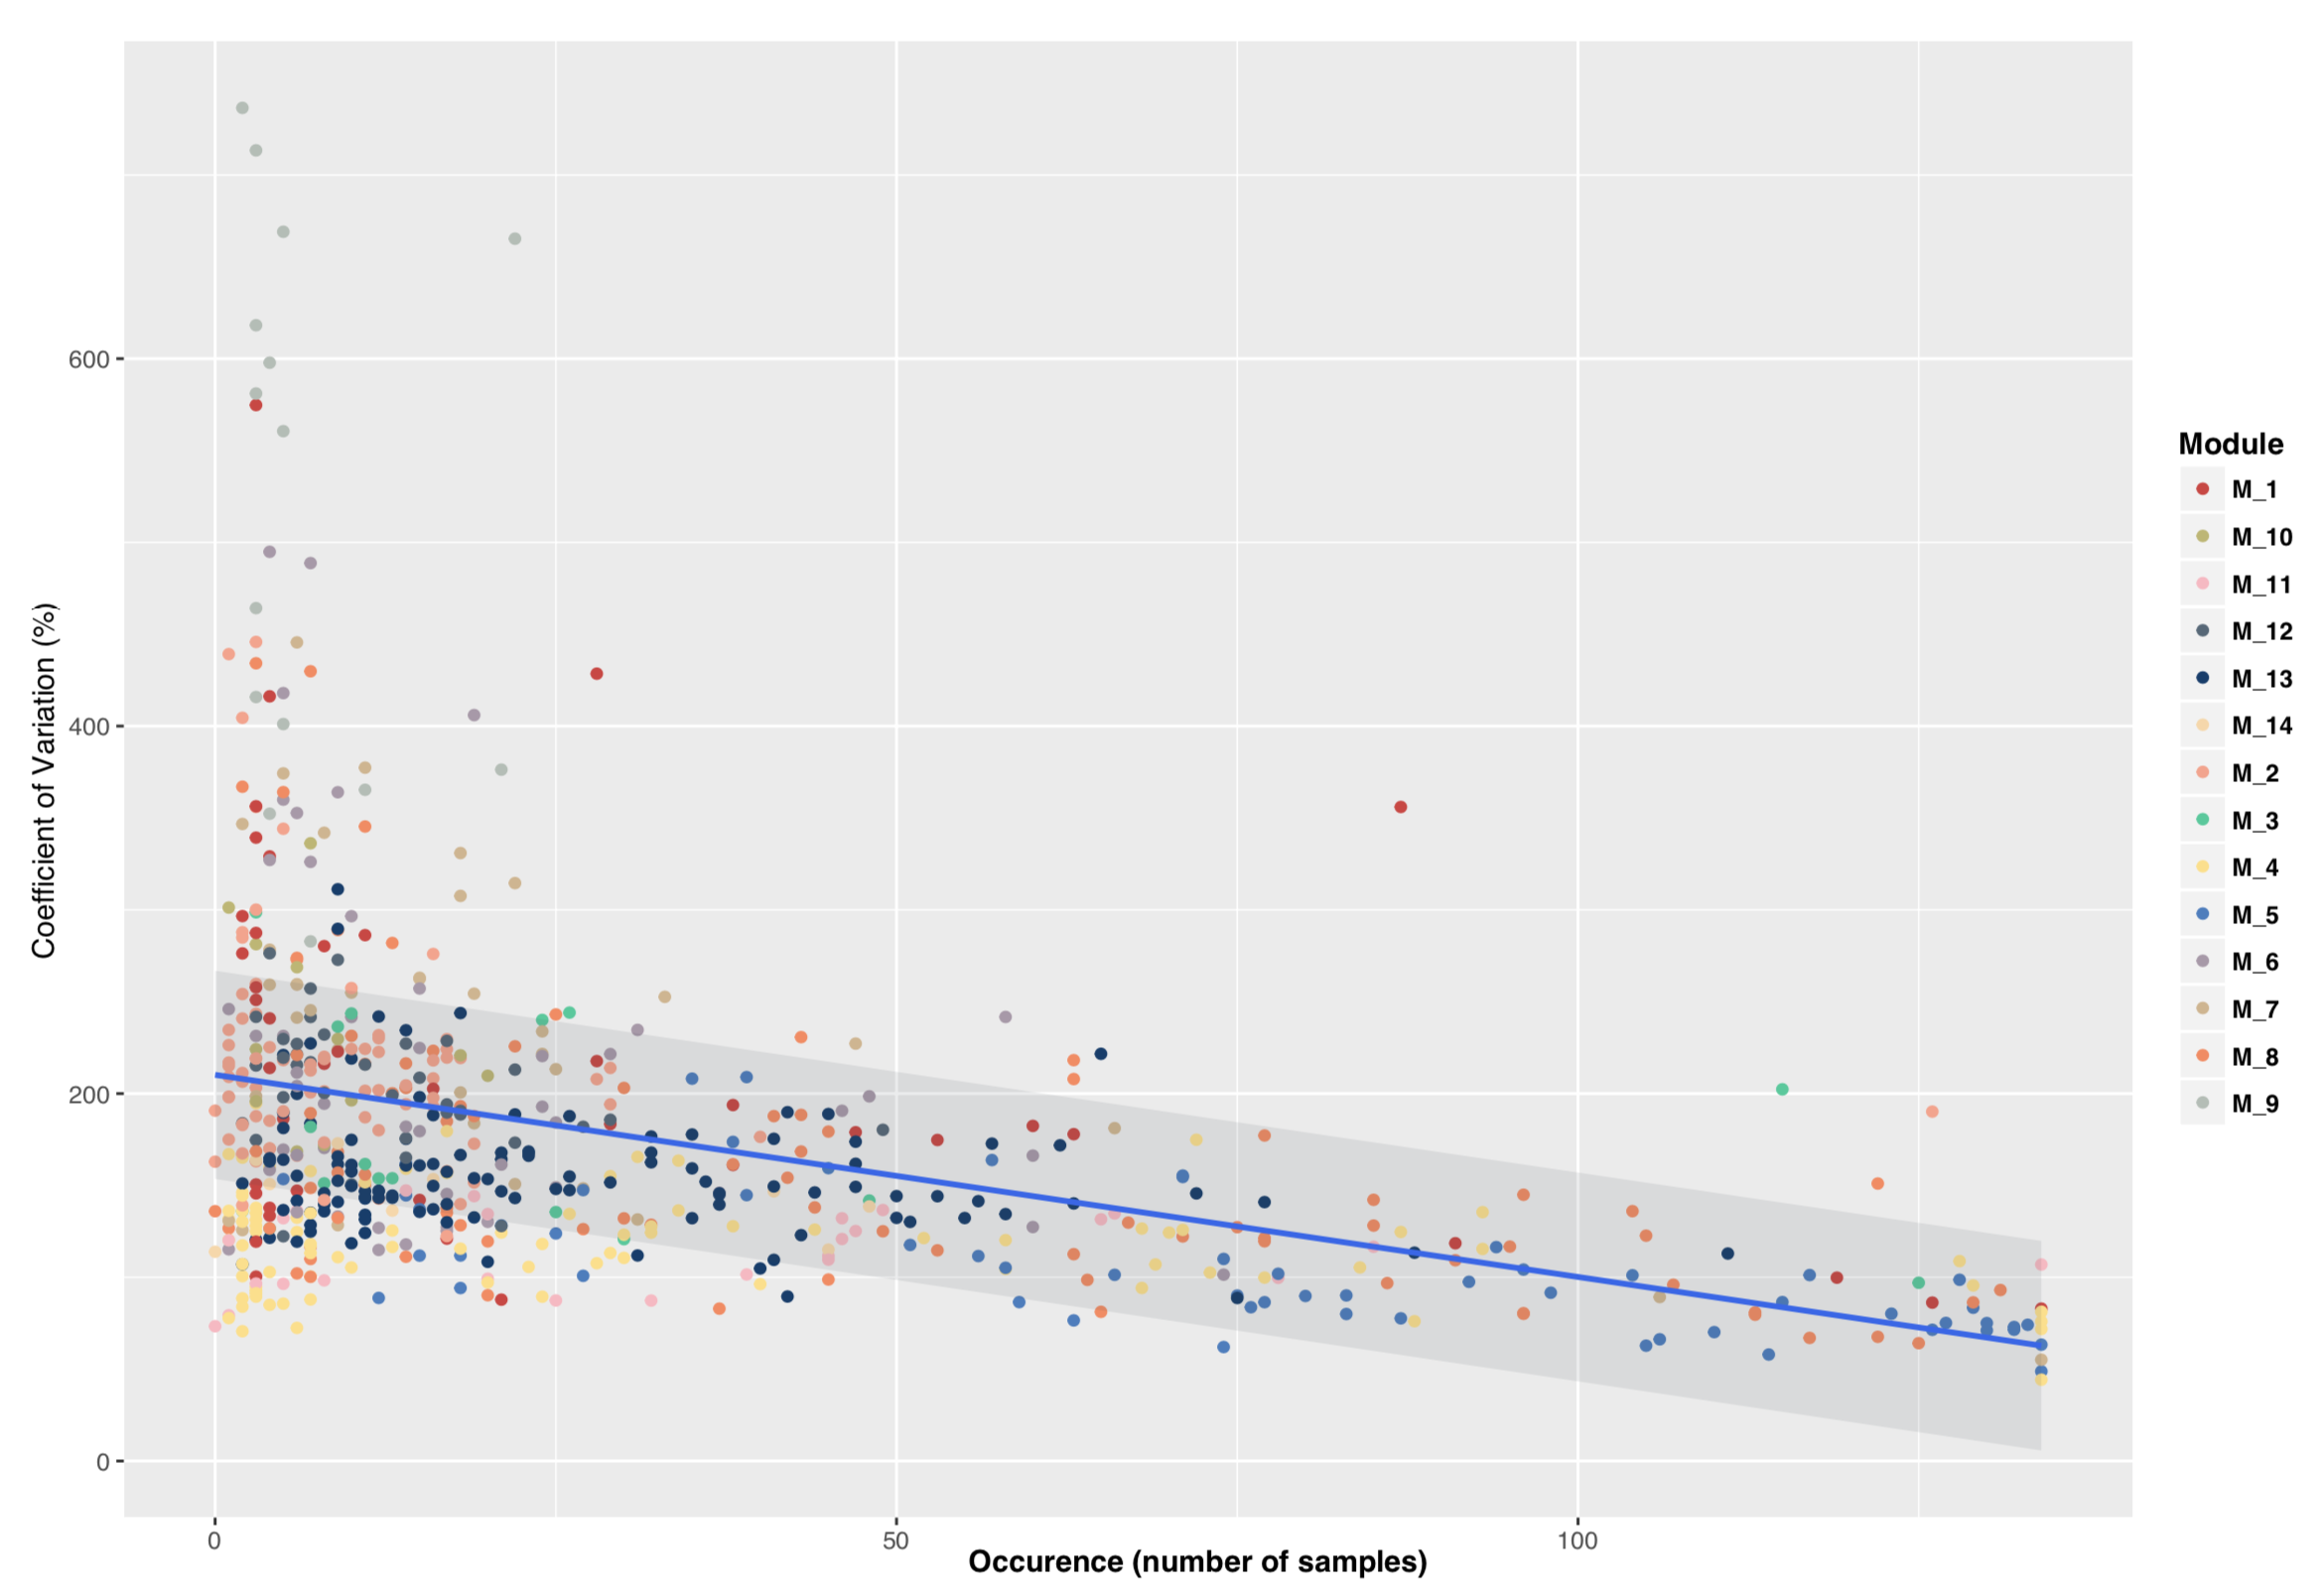 Coefficient of Variation (%)
600
400
200
0
0
50
100
Occurence (number of samples)
Module
M_1
M_10
M_11
M_12
M_13
M_14
M_2
M_3
M_4
M_5
M_6
M_7
M_8
M_9